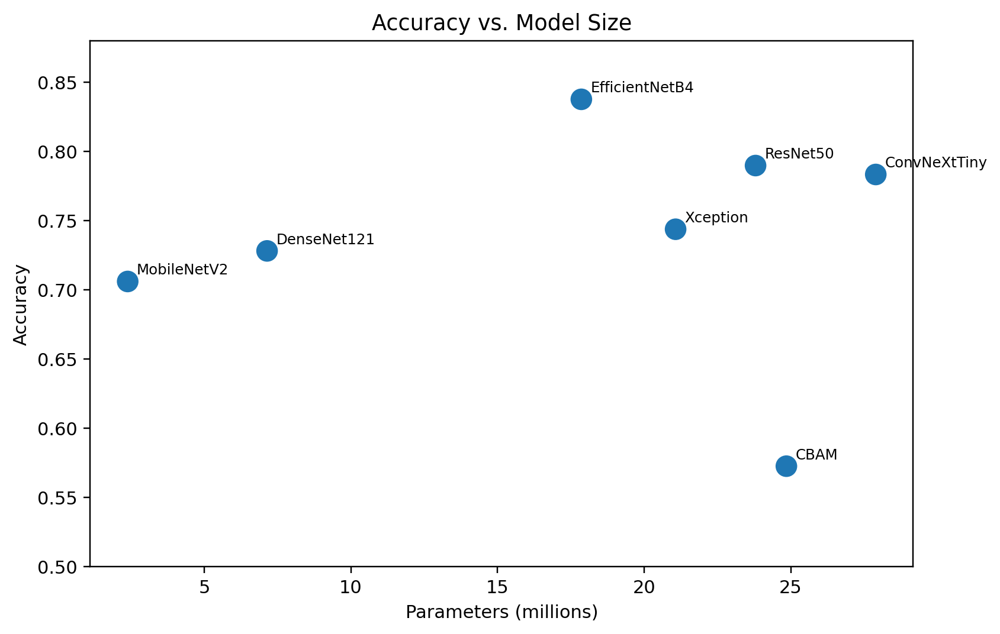 Accuracy vs. Model Size
0.85
0.80
0.75
0.70
0.65
0.60
0.55
0.50
Accuracy
EfficientNetB4
ResNet50
ConvNeXtTiny
Xception
DenseNet121
MobileNetV2
CBAM
5 10 15 20 25
Parameters (millions)